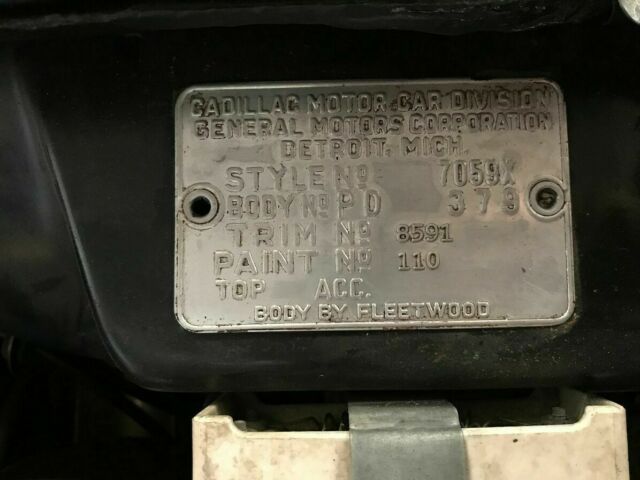 CADILLAC MOTOR CAR DIVISION
GENERAL MOTORS CORPORATION
DETROIT, MICH.
STYLE Nº 7059X
BODY Nº PD 379
TRIM Nº 8591
PAINT Nº 110
TOP ACC.
BODY BY FLEETWOOD